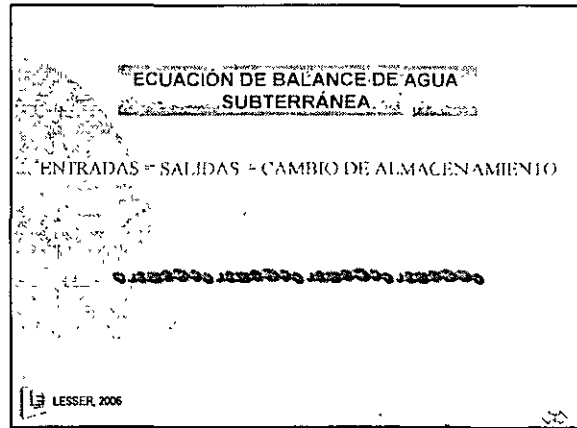 ECUACIÓN DE BALANCE DE AGUA
SUBTERRÁNEA.
ENTRADAS - SALIDAS = CAMBIO DE ALMACENAMIENTO
LESSER, 2006